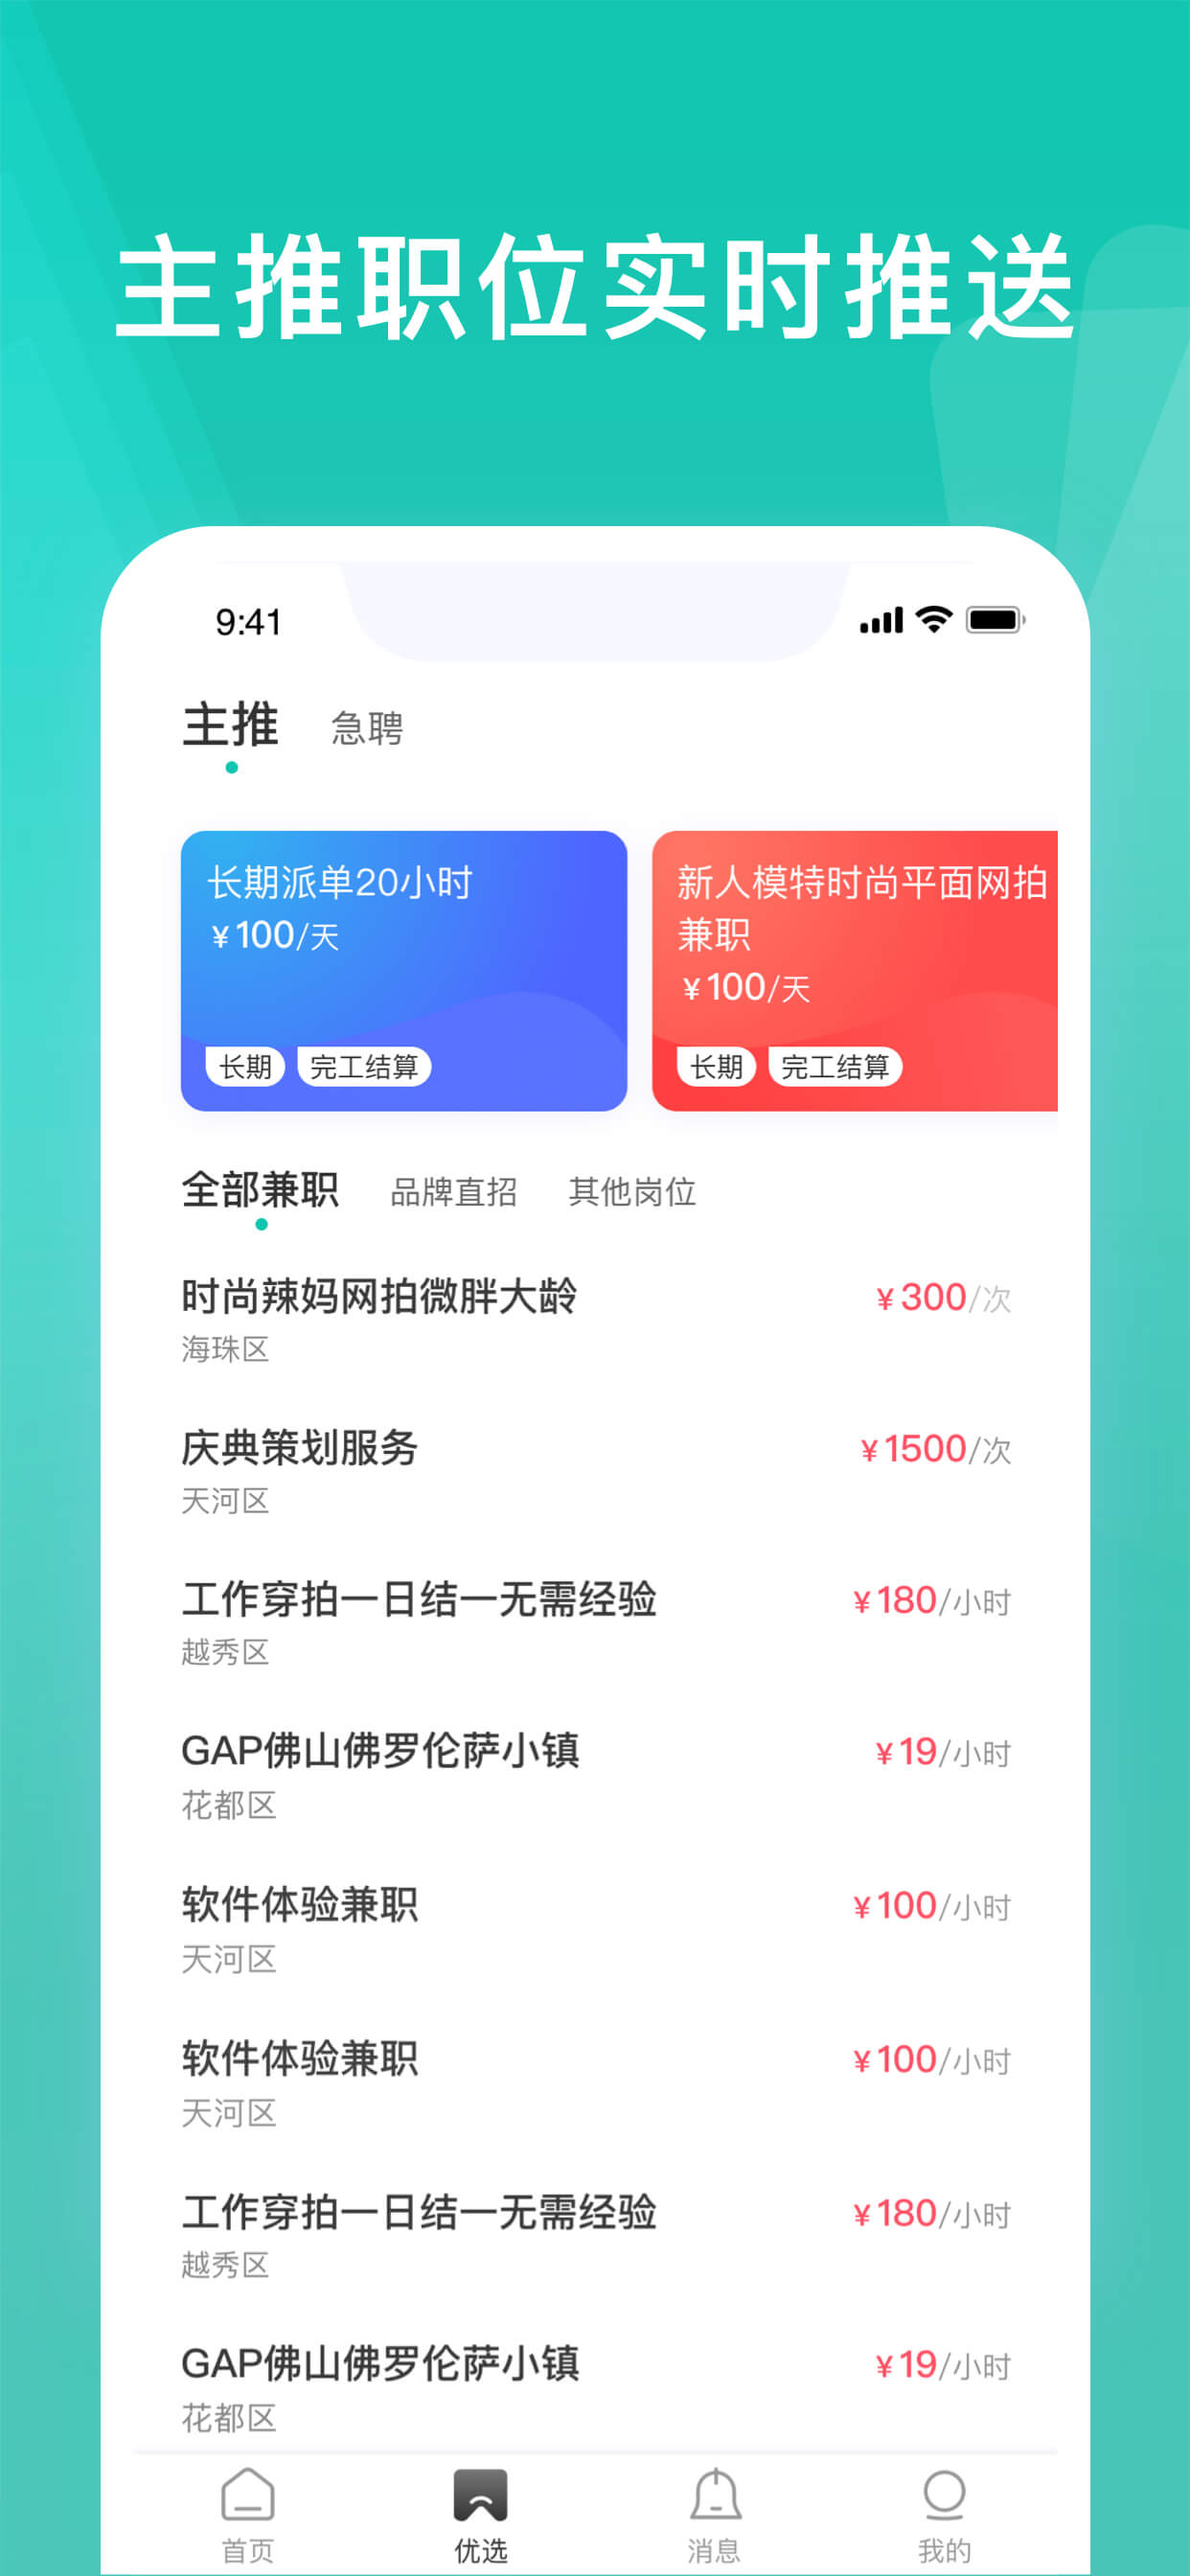 主推职位实时推送
9:41
主推 急聘
长期派单20小时
¥100/天
长期 完工结算
新人模特时尚平面网拍
兼职
¥100/天
长期 完工结算
全部兼职 品牌直招 其他岗位
时尚辣妈网拍微胖大龄 ¥300/次
海珠区
庆典策划服务 ¥1500/次
天河区
工作穿拍一日结一无需经验 ¥180/小时
越秀区
GAP佛山佛罗伦萨小镇 ¥19/小时
花都区
软件体验兼职 ¥100/小时
天河区
软件体验兼职 ¥100/小时
天河区
工作穿拍一日结一无需经验 ¥180/小时
越秀区
GAP佛山佛罗伦萨小镇 ¥19/小时
花都区
首页 优选 消息 我的